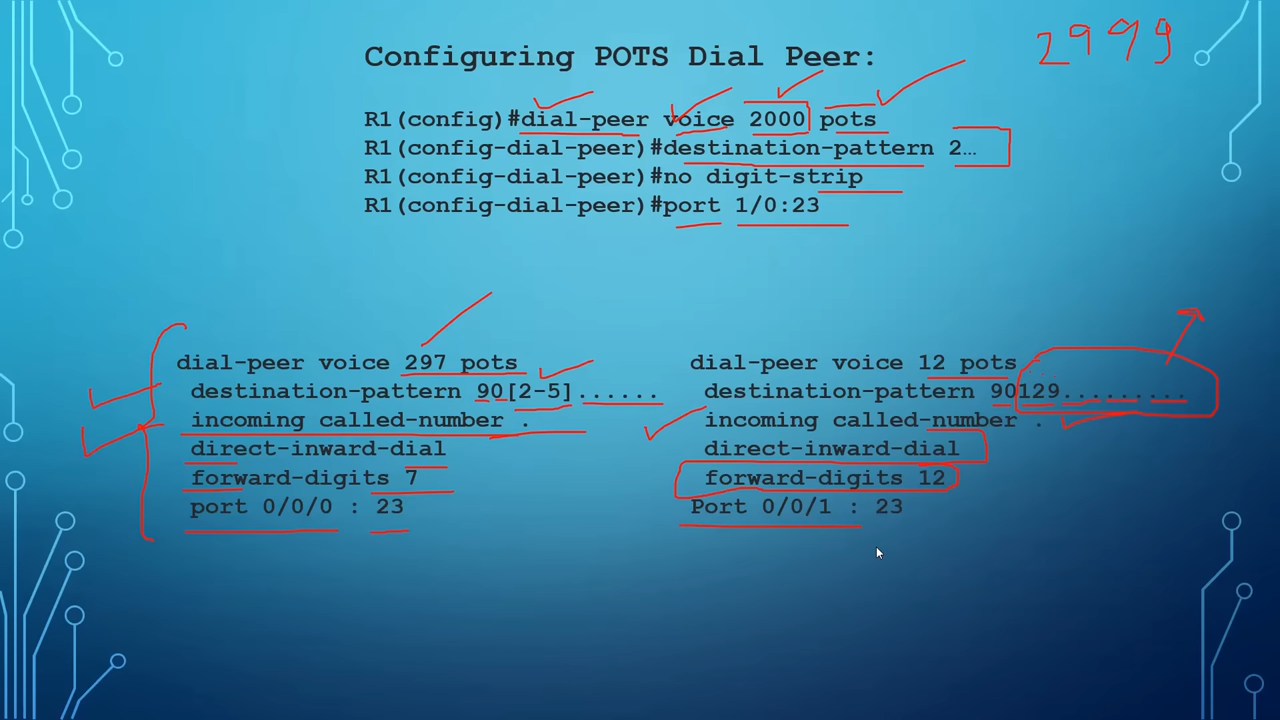 Configuring POTS Dial Peer:
2999
R1(config)#dial-peer voice 2000 pots
R1(config-dial-peer)#destination-pattern 2…
R1(config-dial-peer)#no digit-strip
R1(config-dial-peer)#port 1/0:23
dial-peer voice 297 pots
destination-pattern 90[2-5]......
incoming called-number .
direct-inward-dial
forward-digits 7
port 0/0/0 : 23
dial-peer voice 12 pots
destination-pattern 90129.........
incoming called-number .
direct-inward-dial
forward-digits 12
Port 0/0/1 : 23